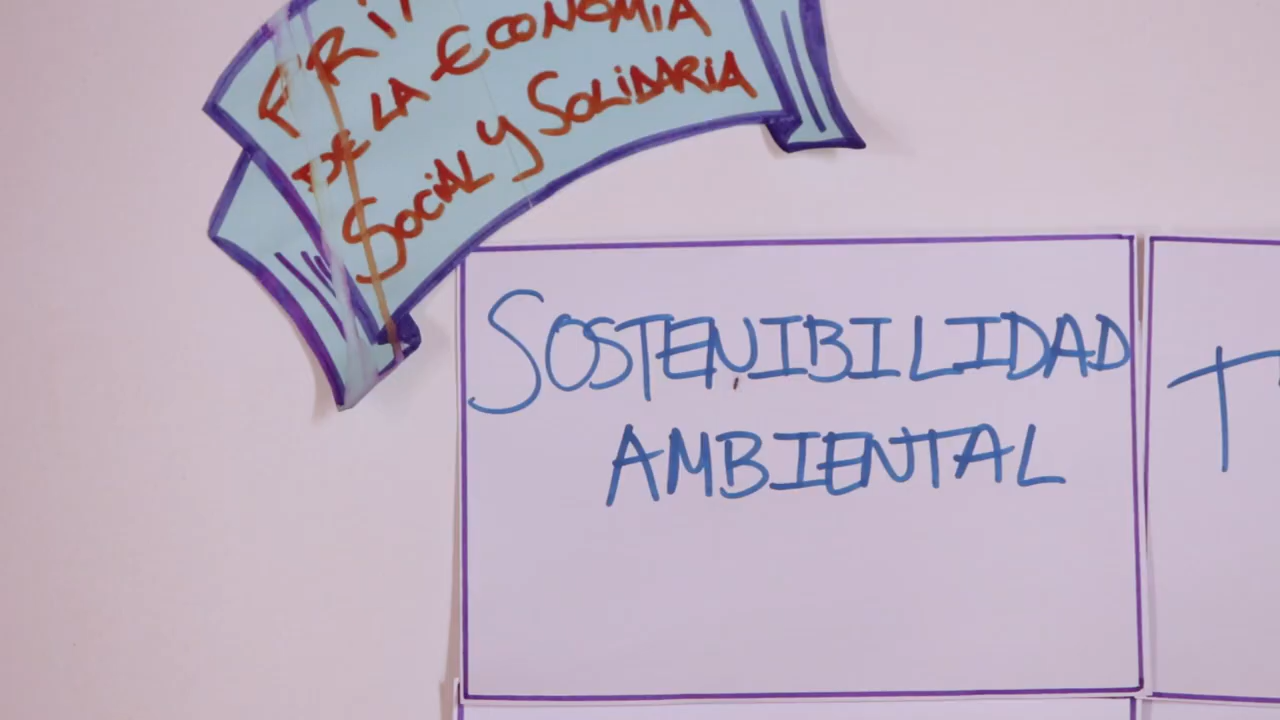 DE LA ECONOMÍA
SOCIAL Y SOLIDARIA
SOSTENIBILIDAD
AMBIENTAL